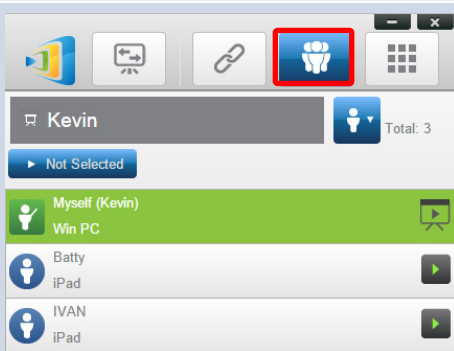 Kevin
Total: 3
Not Selected
Myself (Kevin)
Win PC
Batty
iPad
IVAN
iPad